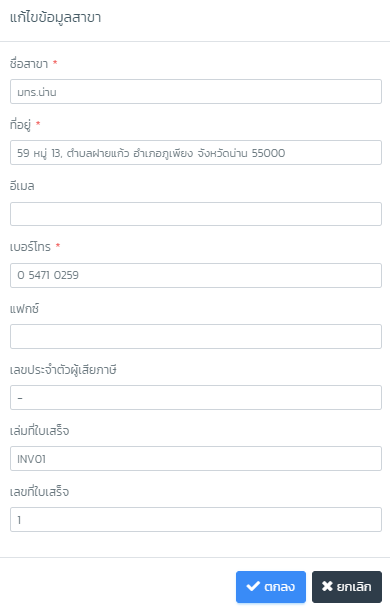 แก้ไขข้อมูลสาขา
ชื่อสาขา *
มทร.น่าน
ที่อยู่ *
59 หมู่ 13, ตำบลฝายแก้ว อำเภอภูเพียง จังหวัดน่าน 55000
อีเมล
เบอร์โทร *
0 5471 0259
แฟกซ์
เลขประจำตัวผู้เสียภาษี
-
เล่มที่ใบเสร็จ
INV01
เลขที่ใบเสร็จ
1
ตกลง ยกเลิก